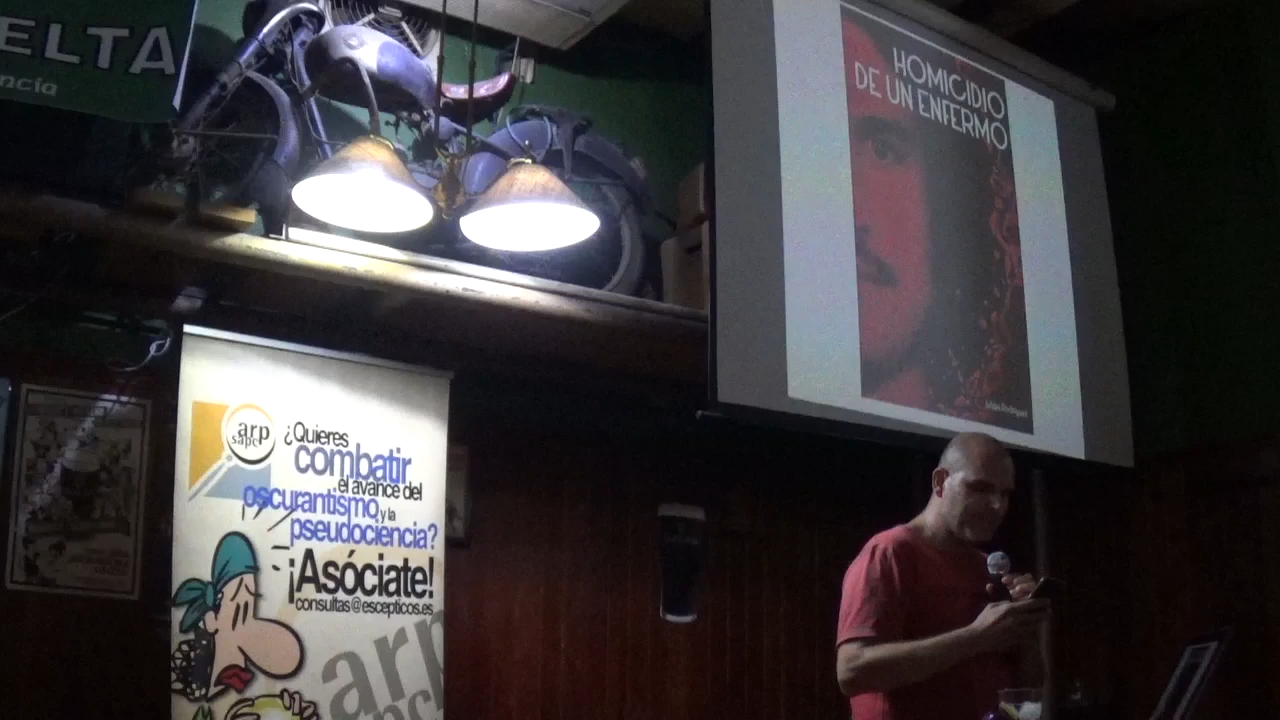 ELTA
ncia
HOMICIDIO
DE UN ENFERMO
arp
sapc
¿Quieres
combatir
el avance del
oscurantismo y la
pseudociencia?
¡Asóciate!
consultas@escepticos.es
arp